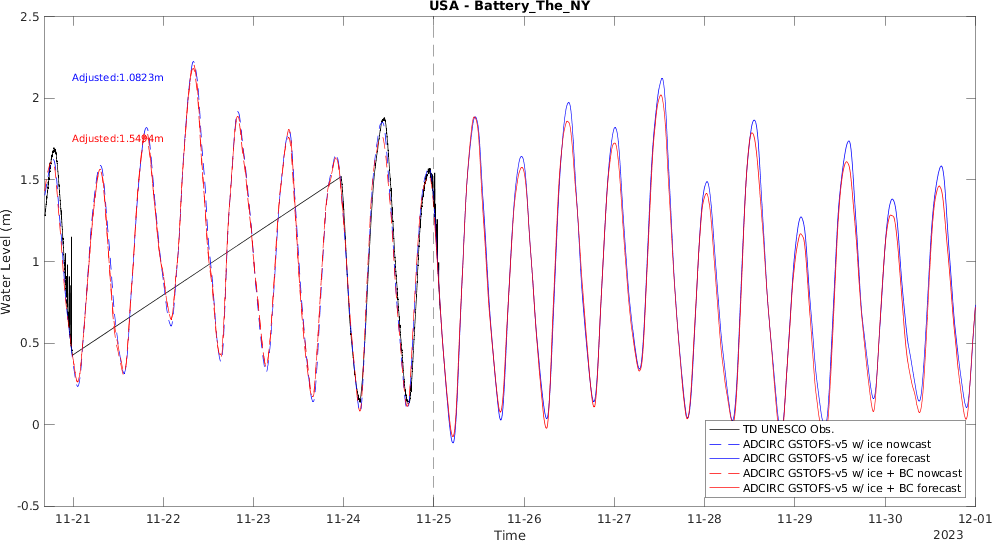 USA - Battery_The_NY
2.5
2
1.5
1
0.5
0
-0.5
Water Level (m)
Adjusted:1.0823m
Adjusted:1.5494m
TD UNESCO Obs.
ADCIRC GSTOFS-v5 w/ ice nowcast
ADCIRC GSTOFS-v5 w/ ice forecast
ADCIRC GSTOFS-v5 w/ ice + BC nowcast
ADCIRC GSTOFS-v5 w/ ice + BC forecast
11-21 11-22 11-23 11-24 11-25 11-26 11-27 11-28 11-29 11-30 12-01
Time
2023